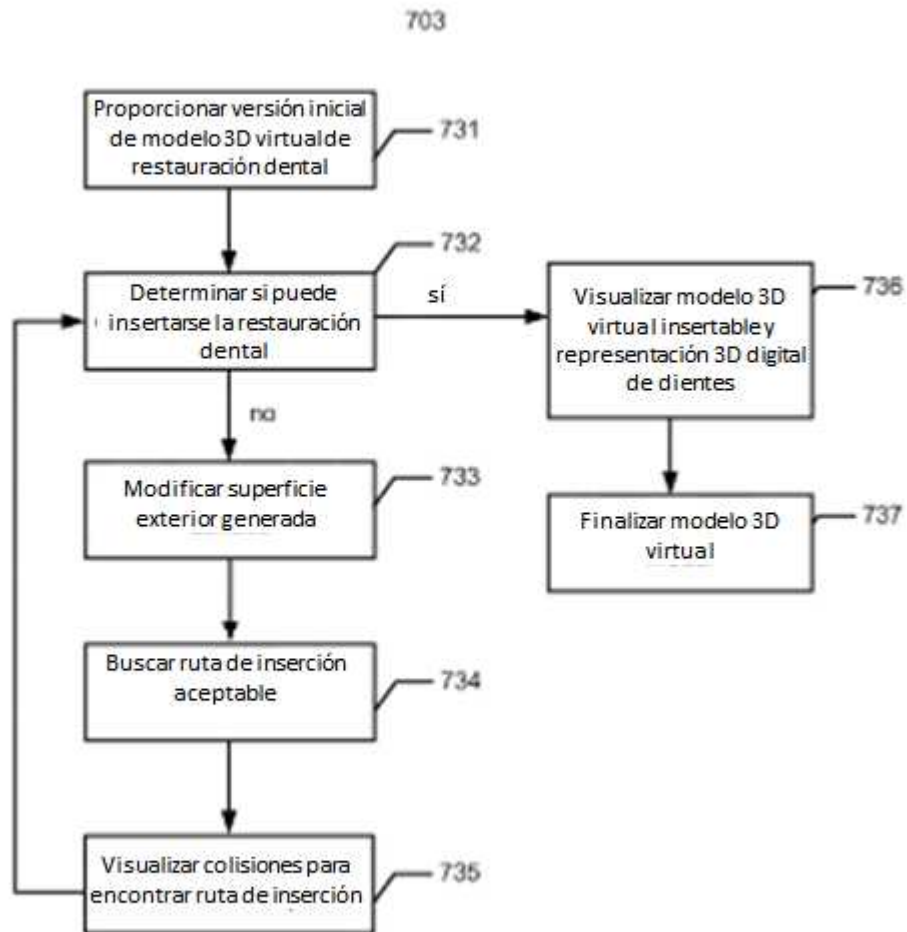 703
Proporcionar versión inicial
de modelo 3D virtual de
restauración dental
731
732
Determinar si puede
insertarse la restauración
dental
sí
no
Visualizar modelo 3D
virtual insertable y
representación 3D digital
de dientes
736
Modificar superficie
exterior generada
733
Finalizar modelo 3D
virtual
737
Buscar ruta de inserción
aceptable
734
Visualizar colisiones para
encontrar ruta de inserción
735